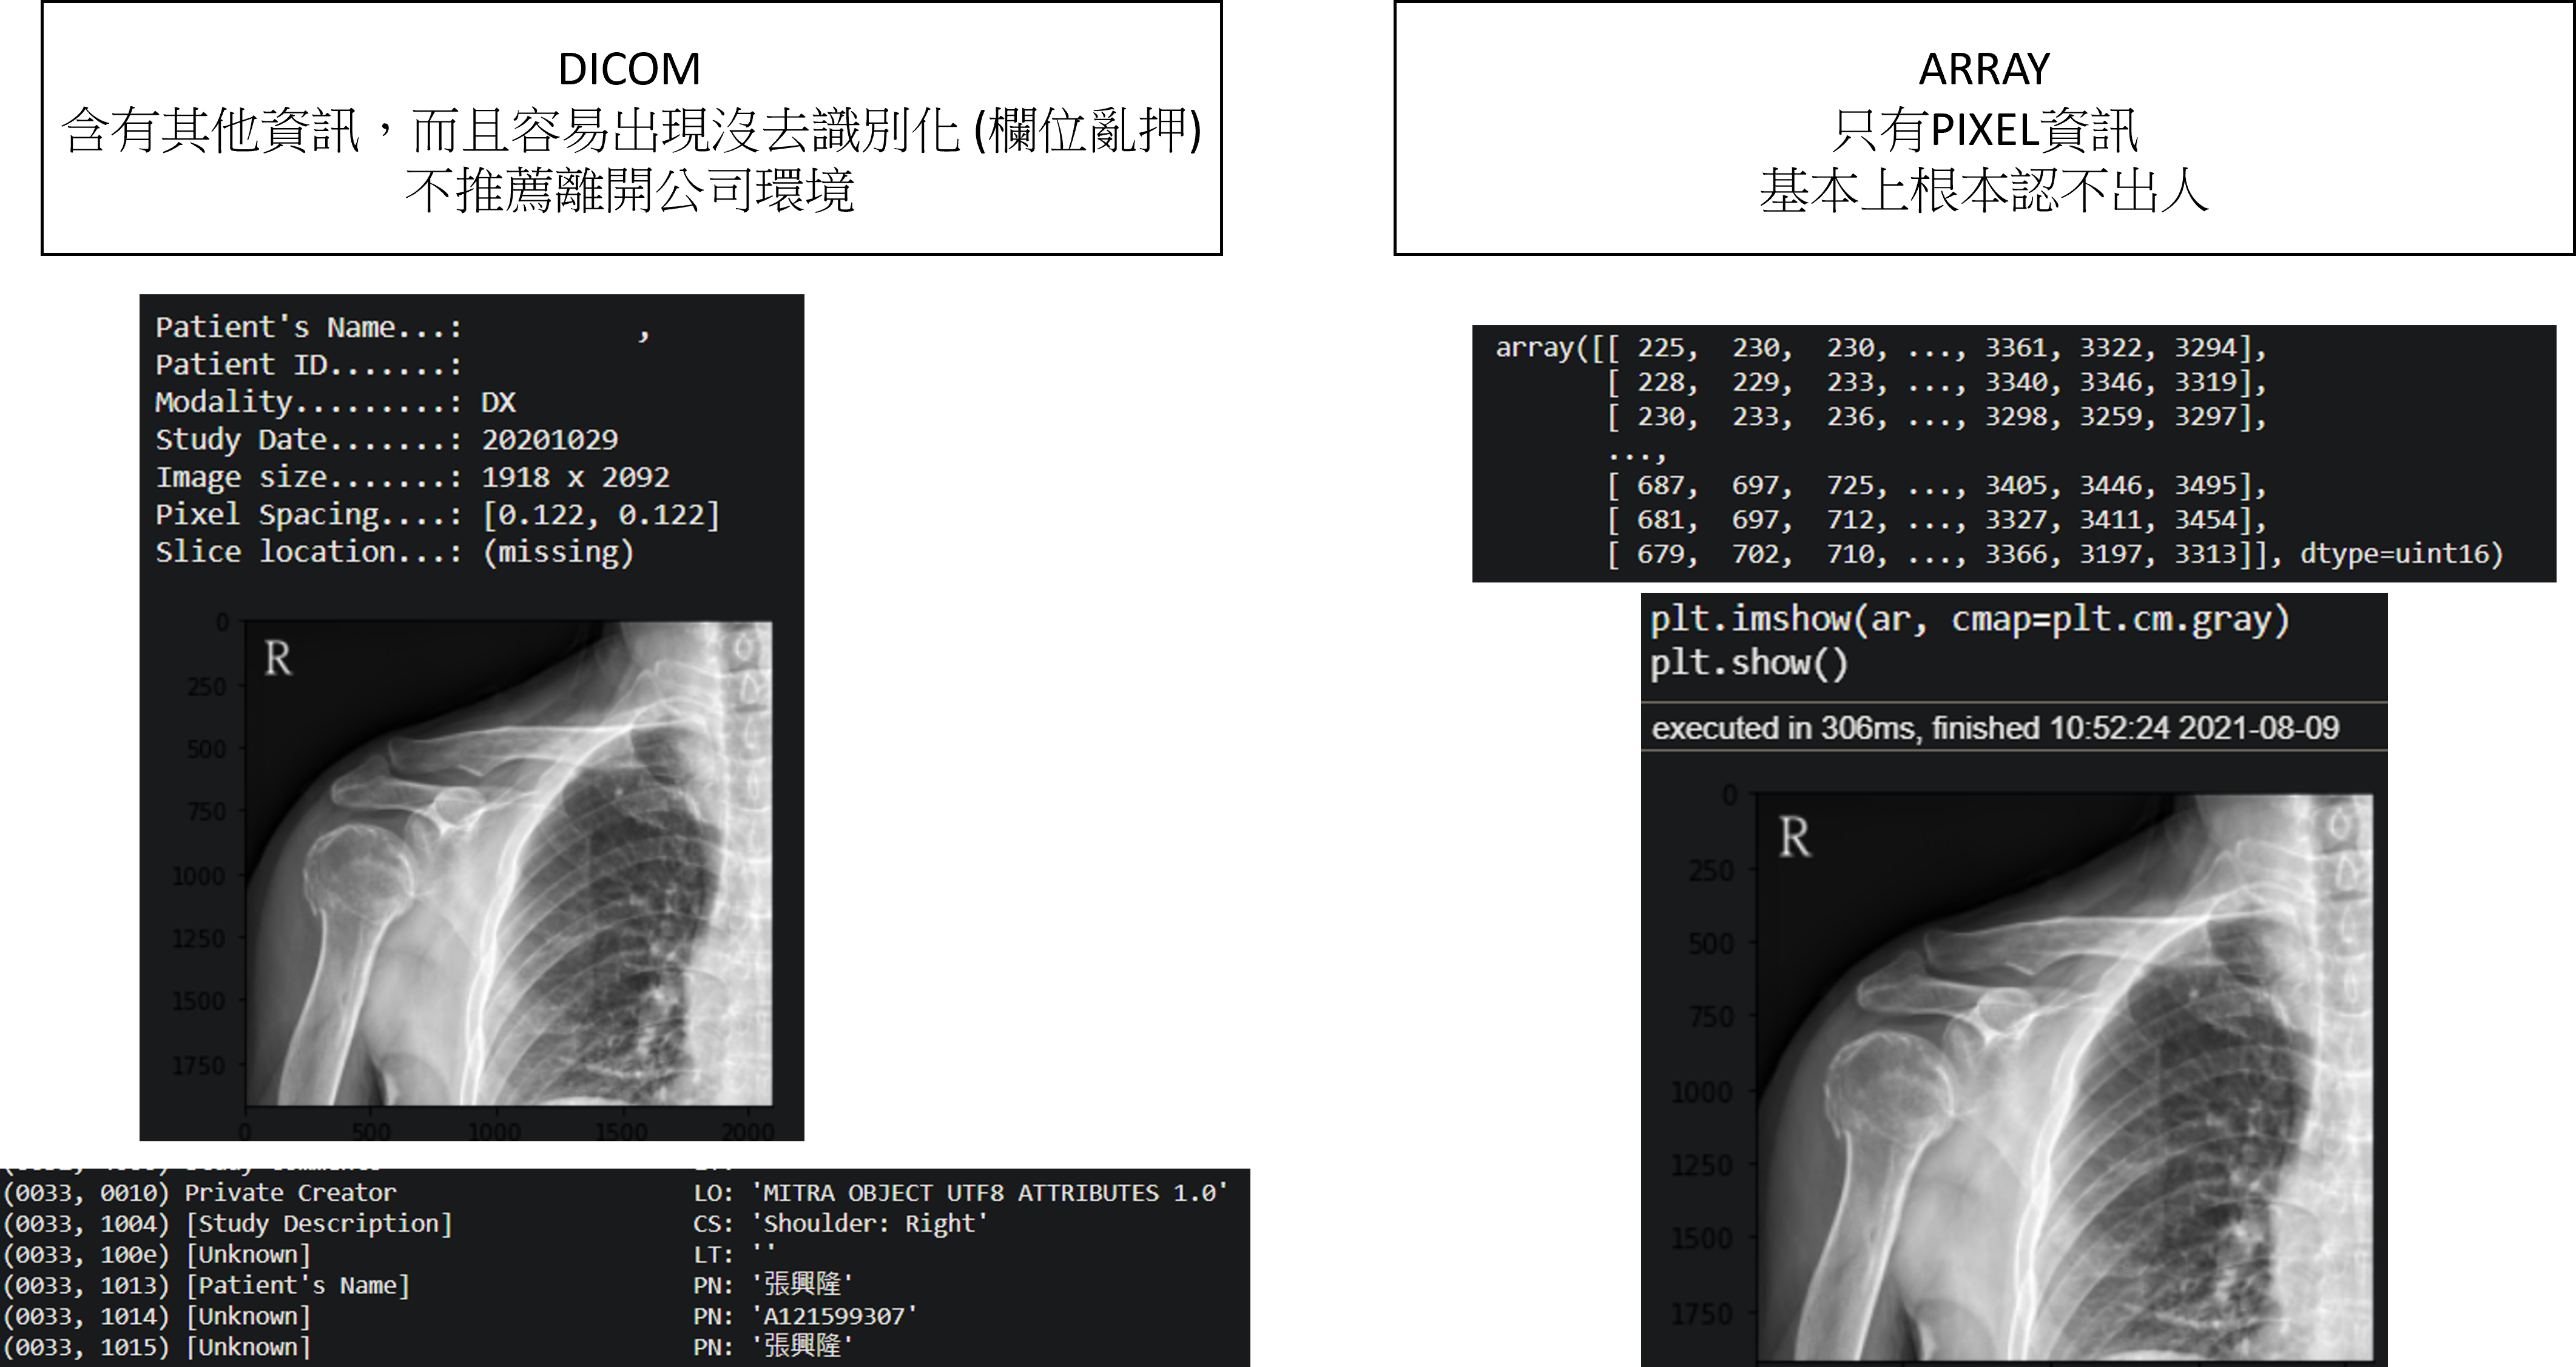 DICOM
含有其他資訊，而且容易出現沒去識別化 (欄位亂押)
不推薦離開公司環境
Patient's Name...: ,
Patient ID.......:
Modality.........: DX
Study Date.......: 20201029
Image size.......: 1918 x 2092
Pixel Spacing....: [0.122, 0.122]
Slice location...: (missing)
0
R
250
500
750
1000
1250
1500
1750
0 500 1000 1500 2000
(0033, 0010) Private Creator LO: 'MITRA OBJECT UTF8 ATTRIBUTES 1.0'
(0033, 1004) [Study Description] CS: 'Shoulder: Right'
(0033, 100e) [Unknown] LT: ''
(0033, 1013) [Patient's Name] PN: '張興隆'
(0033, 1014) [Unknown] PN: 'A121599307'
(0033, 1015) [Unknown] PN: '張興隆'
ARRAY
只有PIXEL資訊
基本上根本認不出人
array([[ 225, 230, 230, ..., 3361, 3322, 3294],
[ 228, 229, 233, ..., 3340, 3346, 3319],
[ 230, 233, 236, ..., 3298, 3259, 3297],
...,
[ 687, 697, 725, ..., 3405, 3446, 3495],
[ 681, 697, 712, ..., 3327, 3411, 3454],
[ 679, 702, 710, ..., 3366, 3197, 3313]], dtype=uint16)
plt.imshow(ar, cmap=plt.cm.gray)
plt.show()
executed in 306ms, finished 10:52:24 2021-08-09
0
R
250
500
750
1000
1250
1500
1750